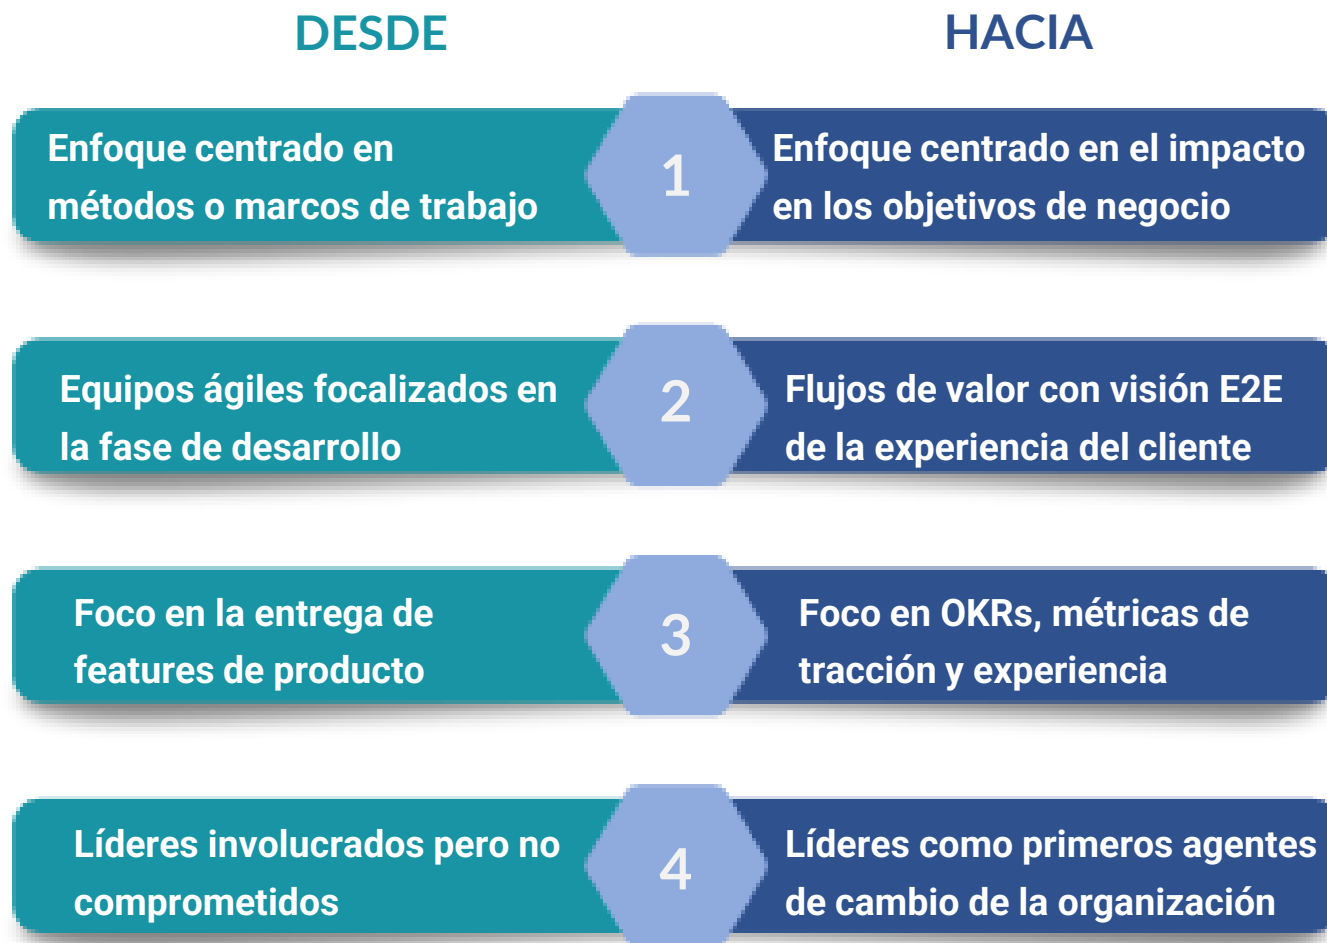 DESDE
HACIA
Enfoque centrado en
métodos o marcos de trabajo
1
Enfoque centrado en el impacto
en los objetivos de negocio
Equipos ágiles focalizados en
la fase de desarrollo
2
Flujos de valor con visión E2E
de la experiencia del cliente
Foco en la entrega de
features de producto
3
Foco en OKRs, métricas de
tracción y experiencia
Líderes involucrados pero no
comprometidos
4
Líderes como primeros agentes
de cambio de la organización